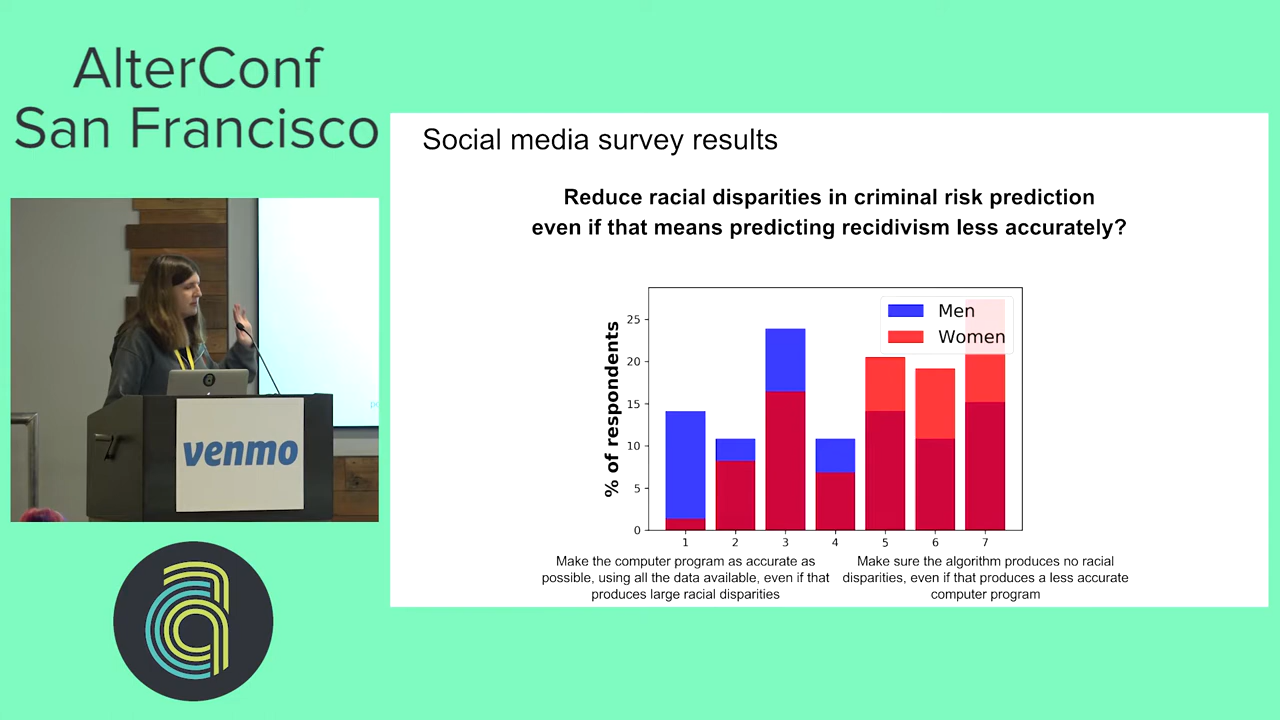 AlterConf
San Francisco
venmo
Social media survey results
Reduce racial disparities in criminal risk prediction
even if that means predicting recidivism less accurately?
% of respondents
25
20
15
10
5
0
Men
Women
1 2 3 4 5 6 7
Make the computer program as accurate as
possible, using all the data available, even if that
produces large racial disparities
Make sure the algorithm produces no racial
disparities, even if that produces a less accurate
computer program